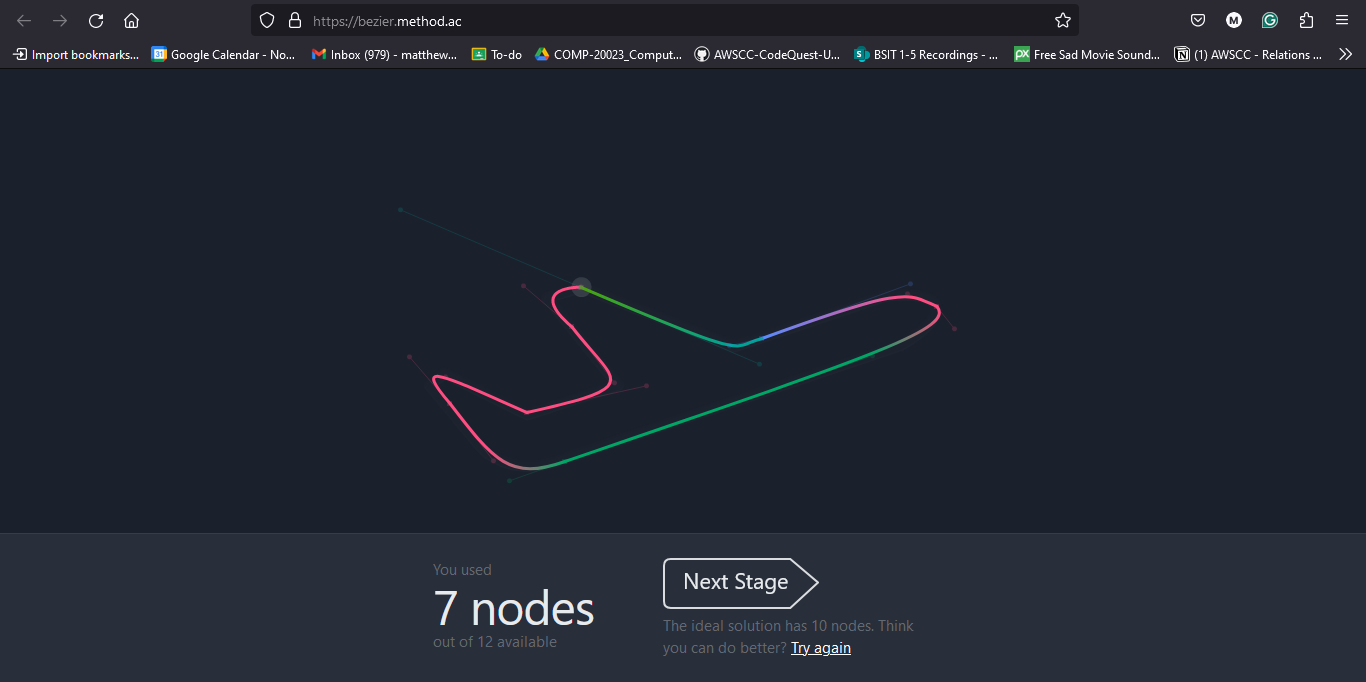 https://bezier.method.ac
M
G
Import bookmarks...
31
Google Calendar - No...
Inbox (979) - matthew...
To-do
COMP-20023_Comput...
AWSCC-CodeQuest-U...
S
BSIT 1-5 Recordings - ...
px
Free Sad Movie Sound...
N
(1) AWSCC - Relations ...
You used
7 nodes
out of 12 available
Next Stage
The ideal solution has 10 nodes. Think
you can do better? Try again